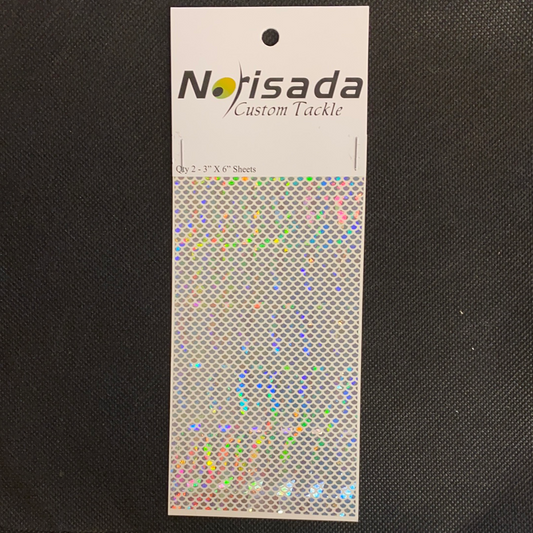 Norisada
Custom Tackle
Qty 2 - 3” X 6” Sheets